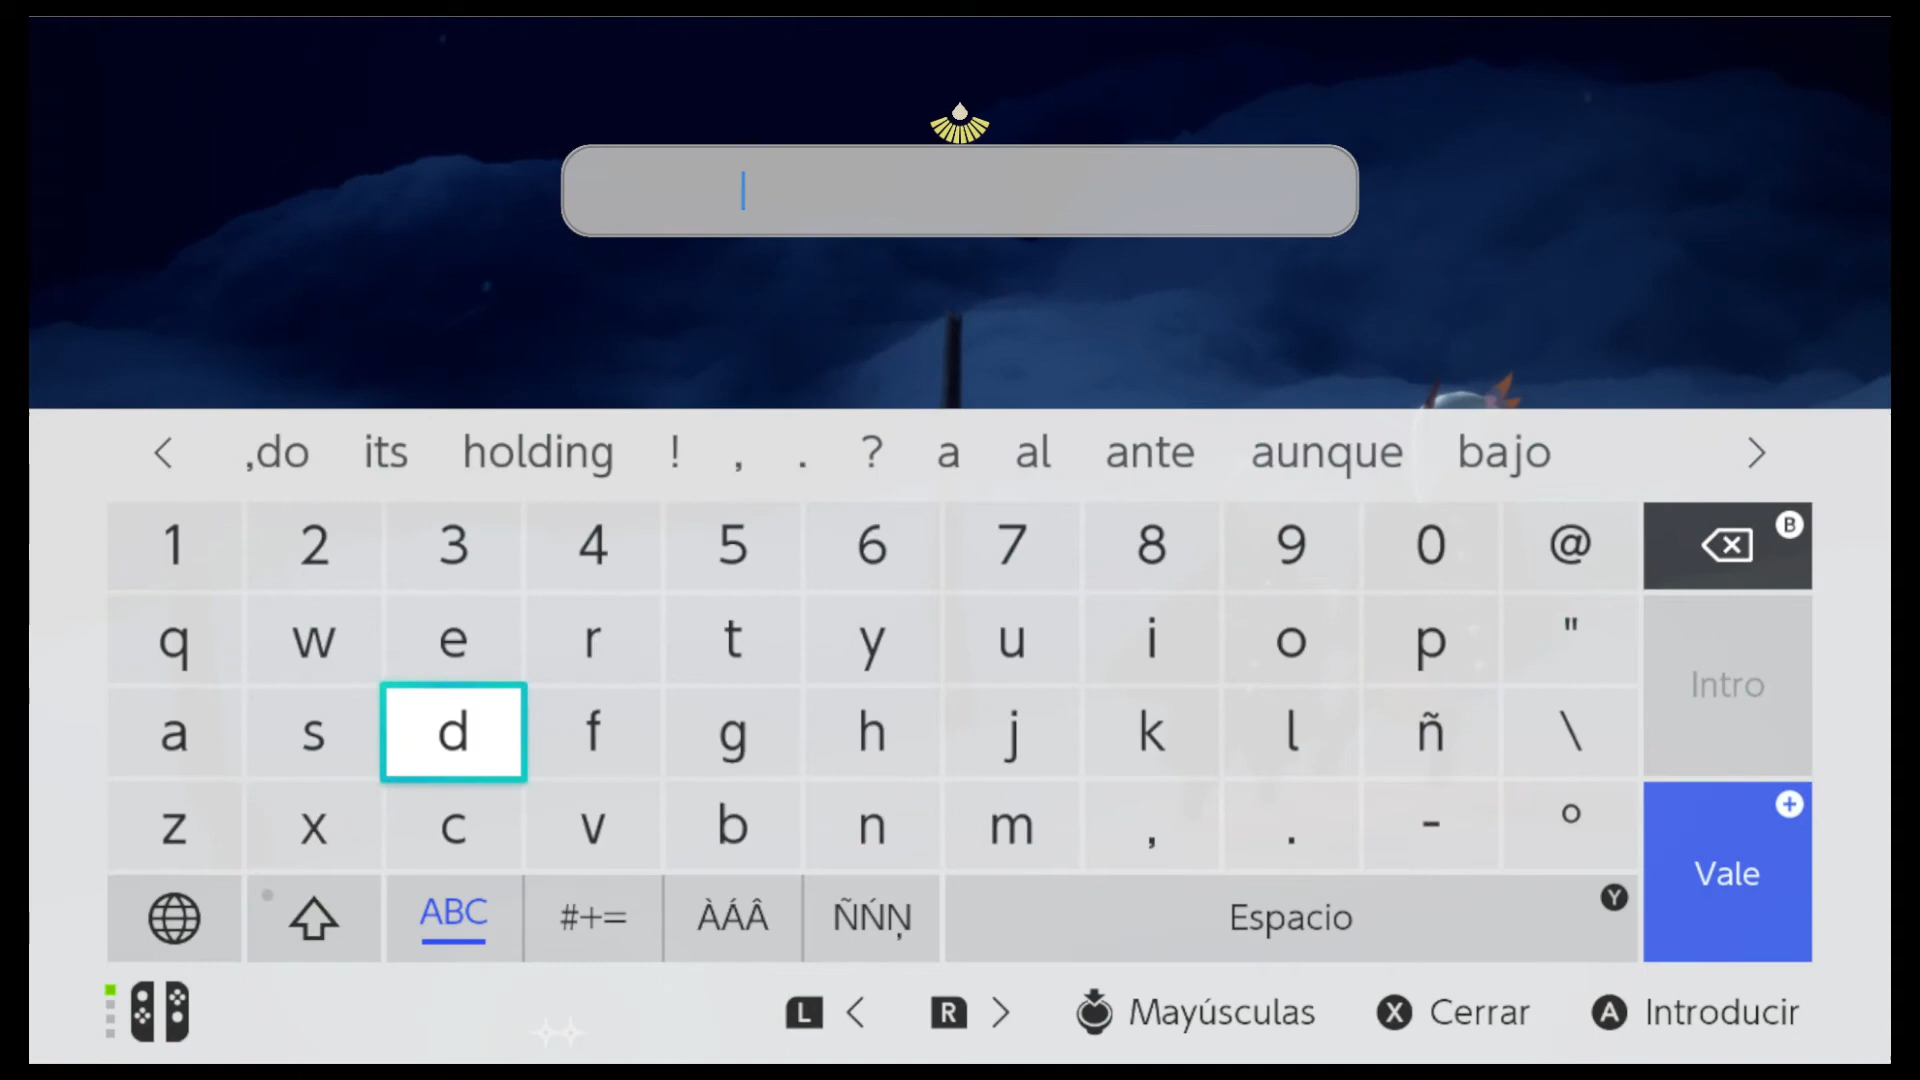 ,do its holding ! , . ? a al ante aunque bajo
1 2 3 4 5 6 7 8 9 0 @ B
q w e r t y u i o p "
Intro
a s d f g h j k l ñ \
z x c v b n m , . - º +
Vale
ABC #+= ÀÁÂ ÑŃŅ Espacio Y
L < R > Mayúsculas X Cerrar A Introducir